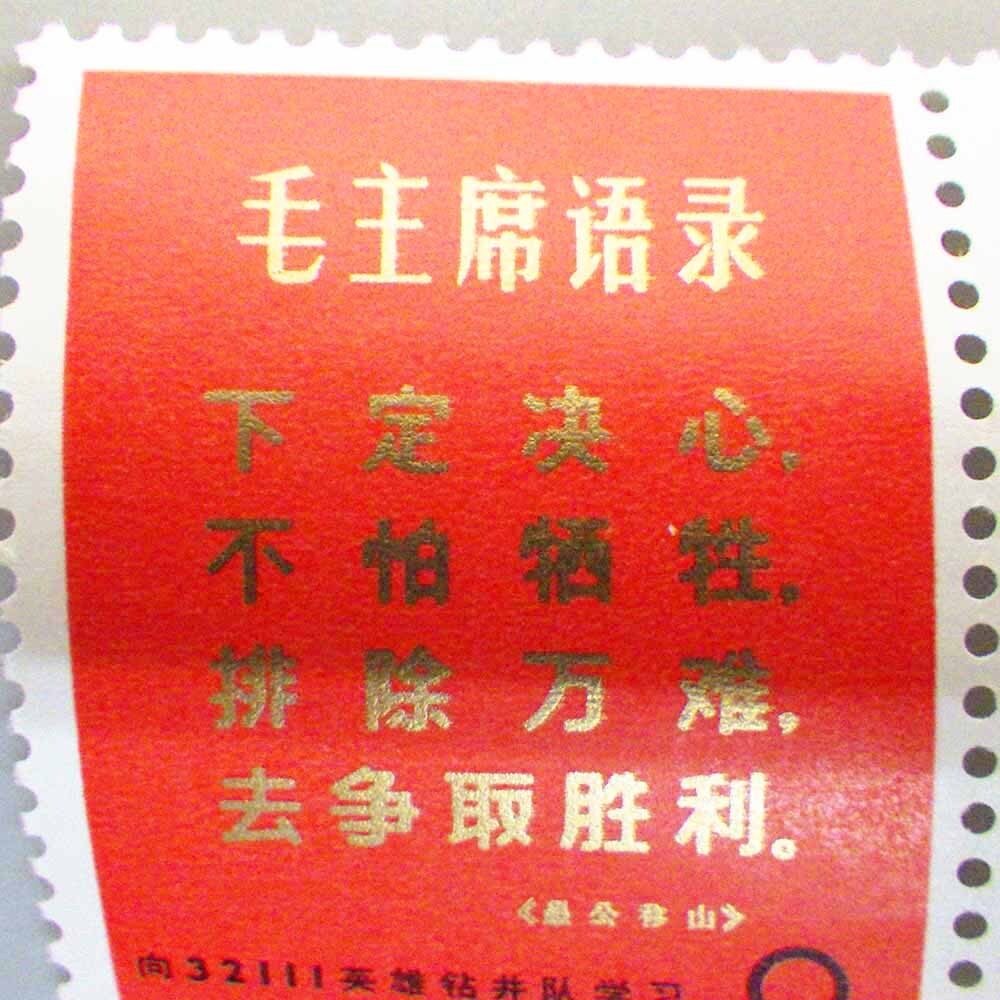 毛主席语录
下定决心,
不怕牺牲,
排除万难,
去争取胜利。
《愚公移山》
向32111英雄钻井队学习